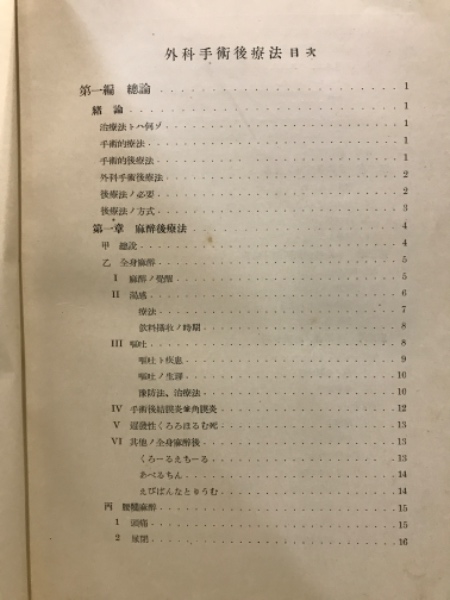 外科手術後療法 目次
第一編 總論 1
緒論 1
治療法トハ何ゾ 1
手術的療法 1
手術的後療法 1
外科手術後療法 2
後療法ノ必要 2
後療法ノ方式 3
第一章 麻醉後療法 4
甲 總說 4
乙 全身麻醉 5
I 麻醉ノ覺醒 5
II 渴感 6
療法 7
飮料攝收ノ時期 8
III 嘔吐 8
嘔吐ト疾患 9
嘔吐ノ生理 10
豫防法、治療法 10
IV 手術後結膜炎 角膜炎 12
V 遲發性くろろほるむ死 13
VI 其他ノ全身麻醉後 13
くろーるえちーる 13
あべるちん 14
えびぱんなとりうむ 14
丙 腰髓麻醉 15
1 頭痛 15
2 16